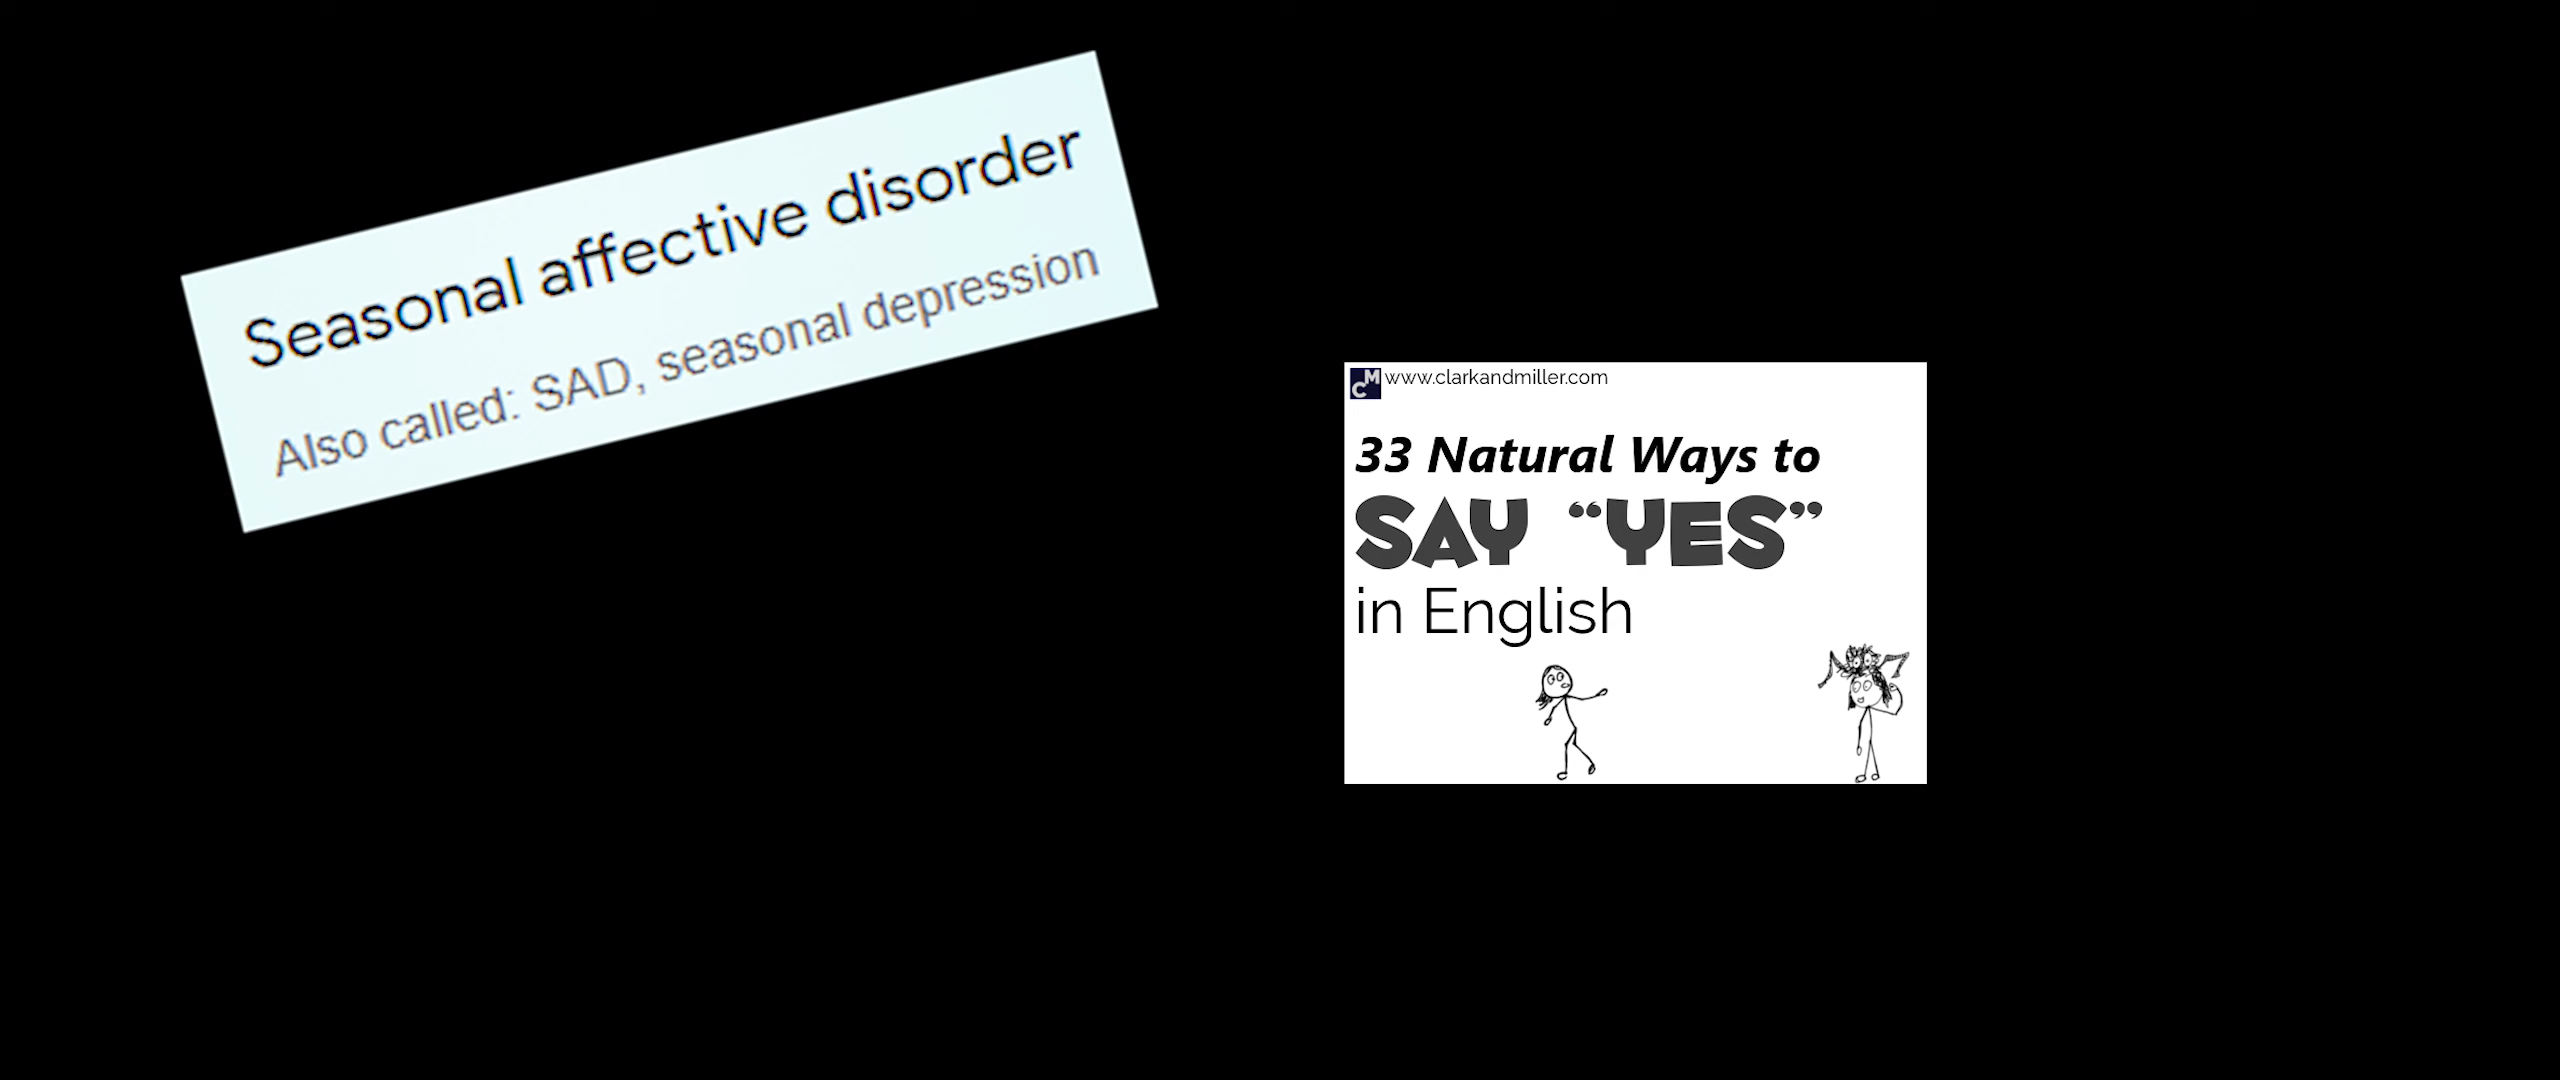 Seasonal affective disorder
Also called: SAD, seasonal depression
CM www.clarkandmiller.com
33 Natural Ways to
SAY “YES”
in English